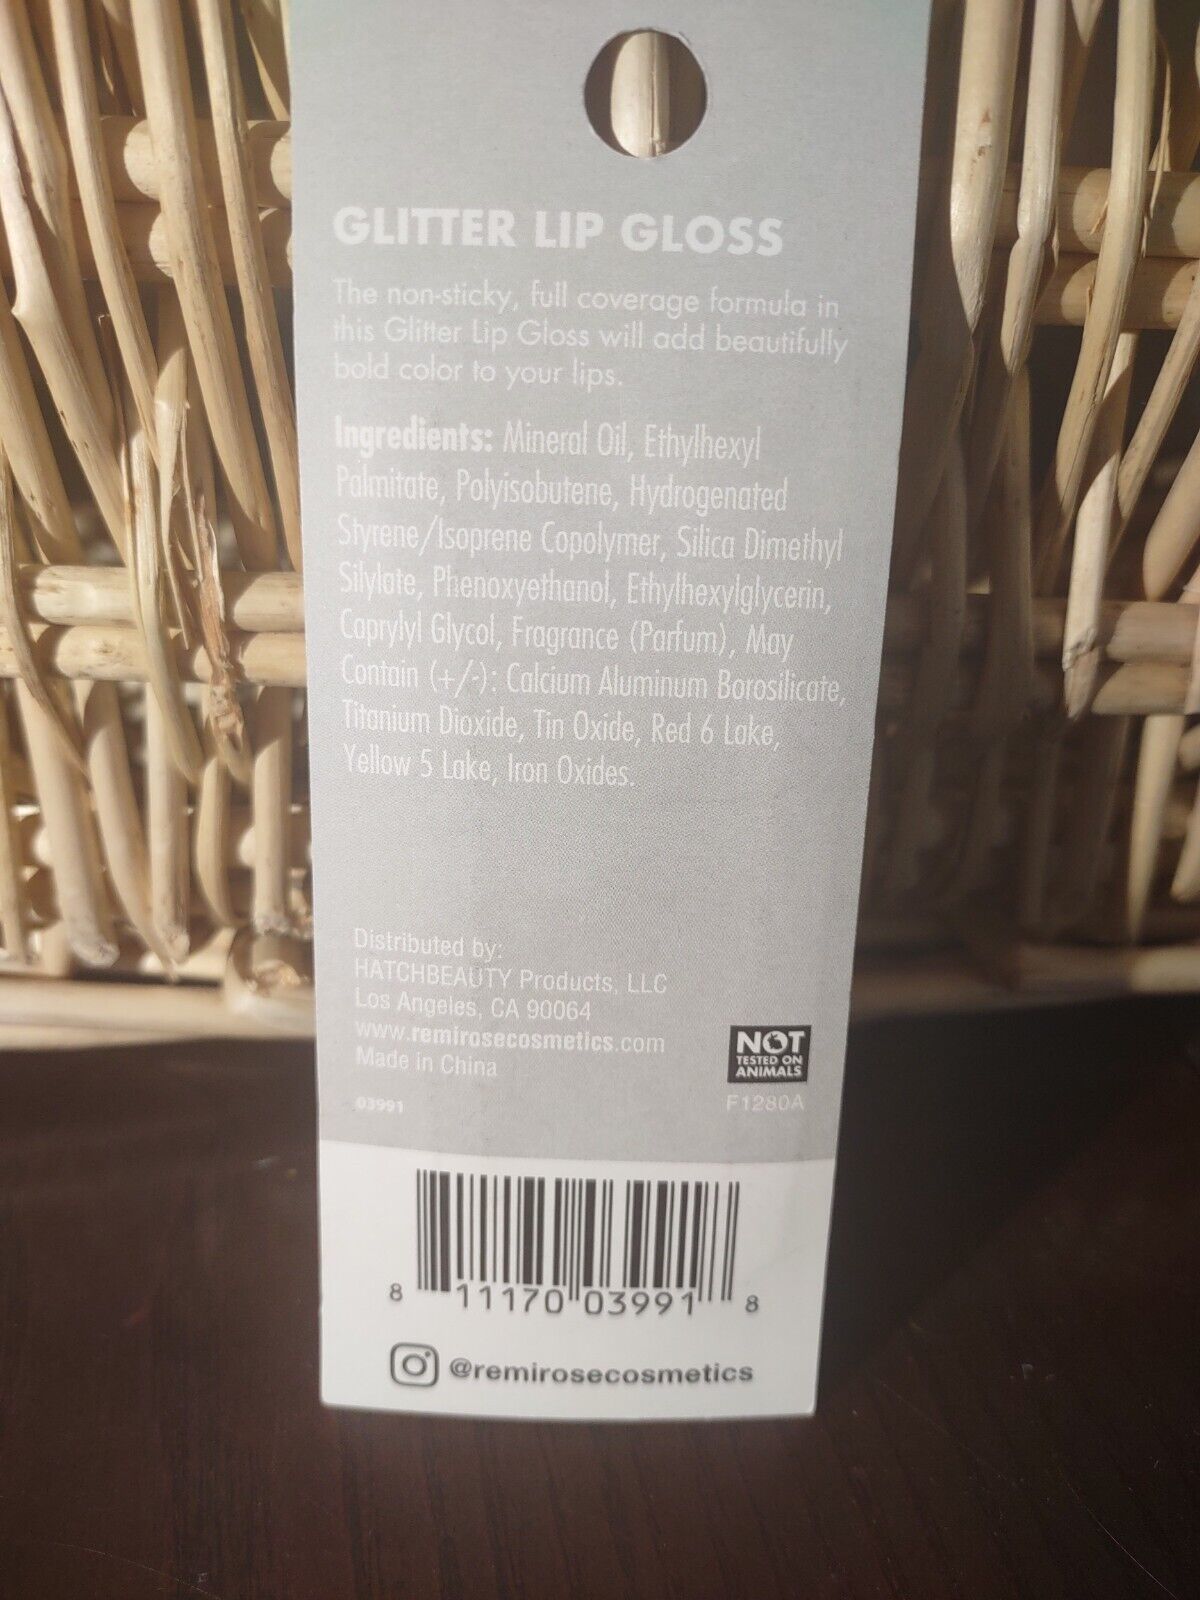 GLITTER LIP GLOSS
The non-sticky, full coverage formula in
this Glitter Lip Gloss will add beautifully
bold color to your lips.
Ingredients: Mineral Oil, Ethylhexyl
Palmitate, Polyisobutene, Hydrogenated
Styrene/Isoprene Copolymer, Silica Dimethyl
Silylate, Phenoxyethanol, Ethylhexylglycerin,
Caprylyl Glycol, Fragrance (Parfum), May
Contain (+/-): Calcium Aluminum Borosilicate,
Titanium Dioxide, Tin Oxide, Red 6 Lake,
Yellow 5 Lake, Iron Oxides.
Distributed by:
HATCHBEAUTY Products, LLC
Los Angeles, CA 90064
www.remirosecosmetics.com
Made in China
03991
NOT
TESTED ON
ANIMALS
F1280A
8 11170 03991 8
@remirosecosmetics